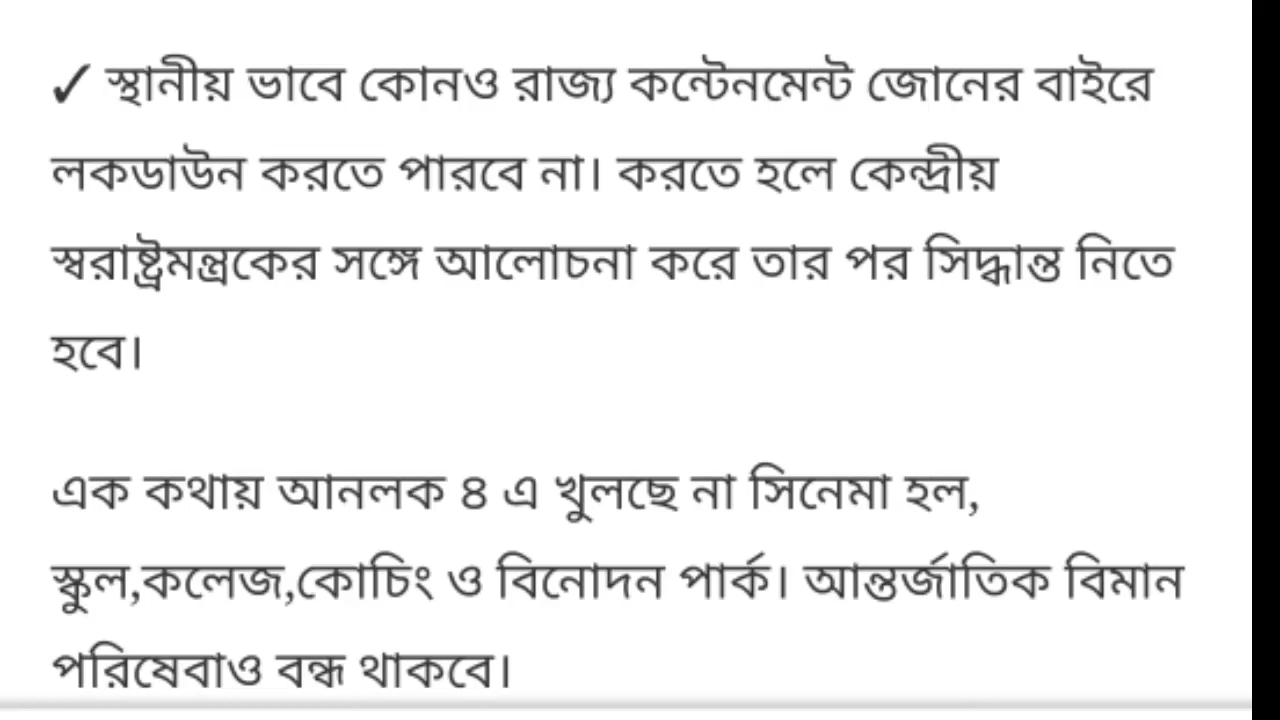 ✓ স্থানীয় ভাবে কোনও রাজ্য কন্টেনমেন্ট জোনের বাইরে
লকডাউন করতে পারবে না। করতে হলে কেন্দ্রীয়
স্বরাষ্ট্রমন্ত্রকের সঙ্গে আলোচনা করে তার পর সিদ্ধান্ত নিতে
হবে।
এক কথায় আনলক ৪ এ খুলছে না সিনেমা হল,
স্কুল,কলেজ,কোচিং ও বিনোদন পার্ক। আন্তর্জাতিক বিমান
পরিষেবাও বন্ধ থাকবে।